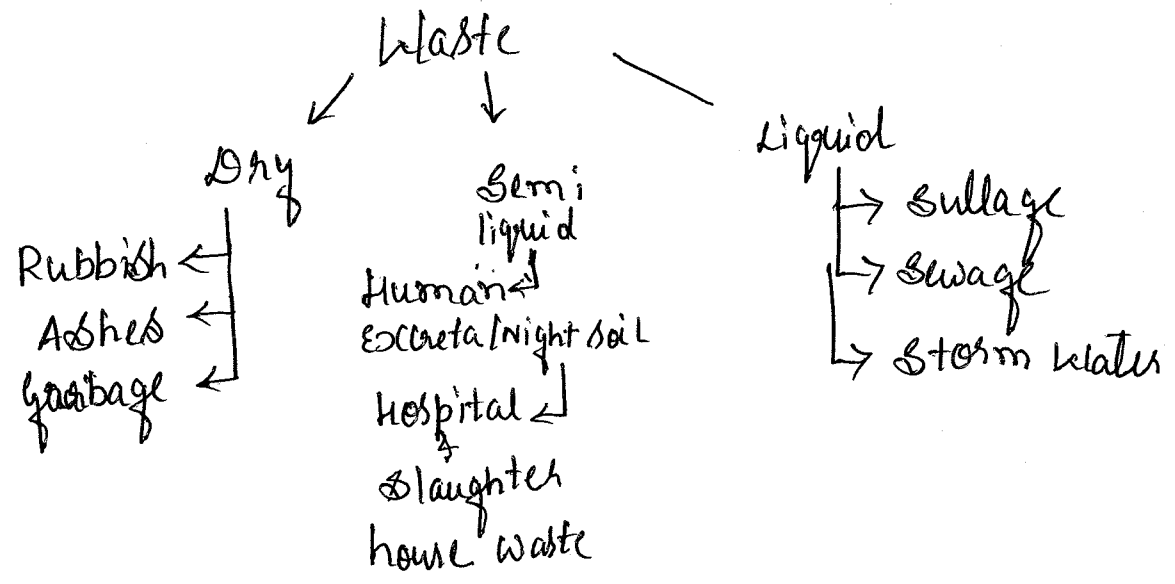 Waste
Dry
Rubbish
Ashes
Garbage
Semi
liquid
Human
Excreta/Night soil
Hospital
+
Slaughter
house waste
Liquid
Sullage
Sewage
Storm Water